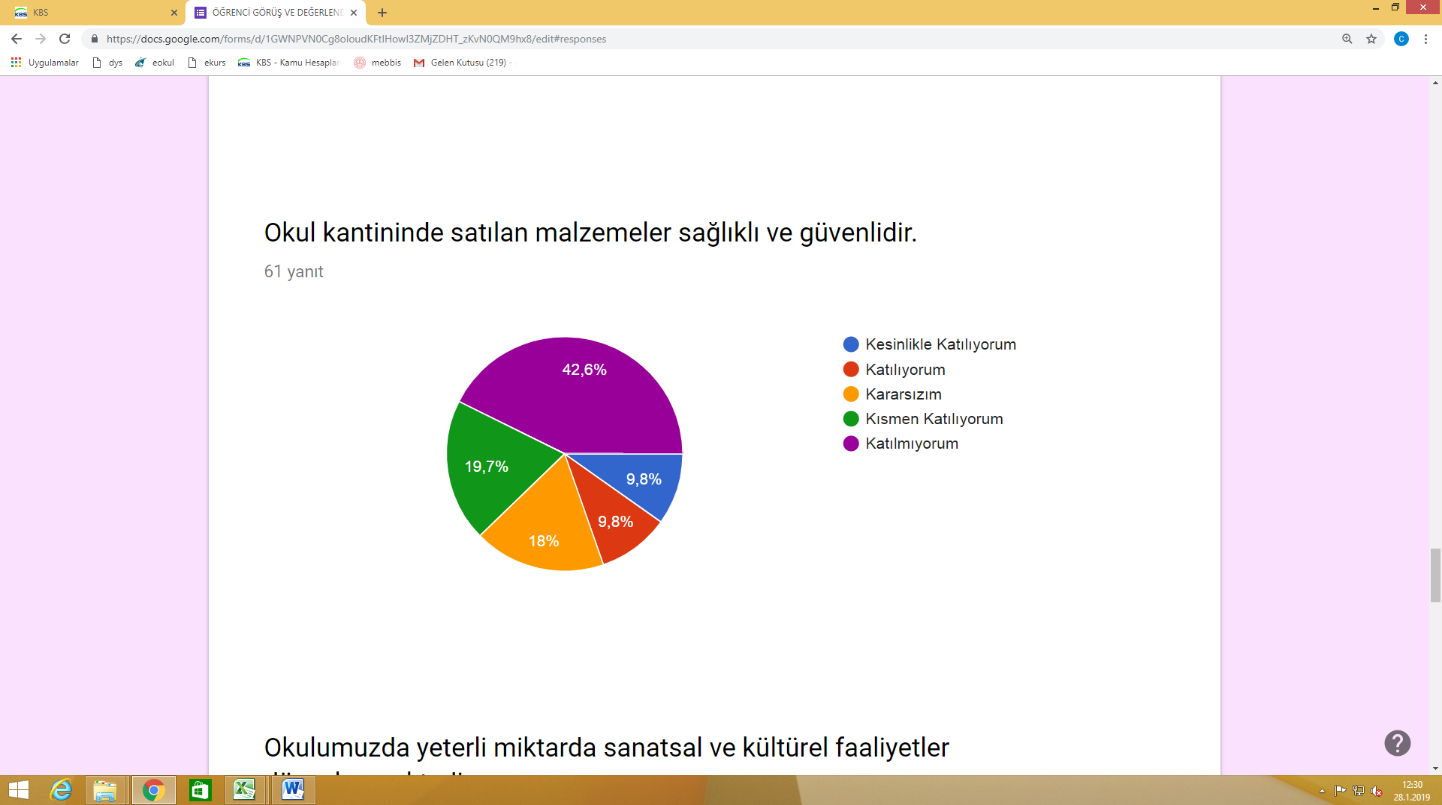 KBS
ÖĞRENCİ GÖRÜŞ VE DEĞERLEND
https://docs.google.com/forms/d/1GWNPVN0Cg8oIoudKFtIHowI3ZMjZDHT_zKvN0QM9hx8/edit#responses
C
Uygulamalar dys eokul ekurs KBS - Kamu Hesapları mebbis Gelen Kutusu (219) -
Okul kantininde satılan malzemeler sağlıklı ve güvenlidir.
61 yanıt
42,6%
19,7%
18%
9,8%
9,8%
Kesinlikle Katılıyorum
Katılıyorum
Kararsızım
Kısmen Katılıyorum
Katılmıyorum
Okulumuzda yeterli miktarda sanatsal ve kültürel faaliyetler
12:30
28.1.2019